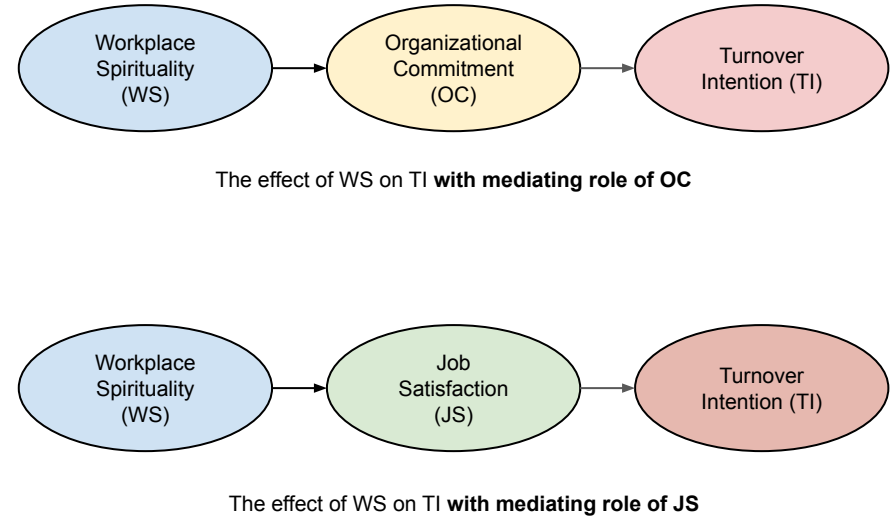 Workplace
Spirituality
(WS)
Organizational
Commitment
(OC)
Turnover
Intention (TI)
The effect of WS on TI with mediating role of OC
Workplace
Spirituality
(WS)
Job
Satisfaction
(JS)
Turnover
Intention (TI)
The effect of WS on TI with mediating role of JS